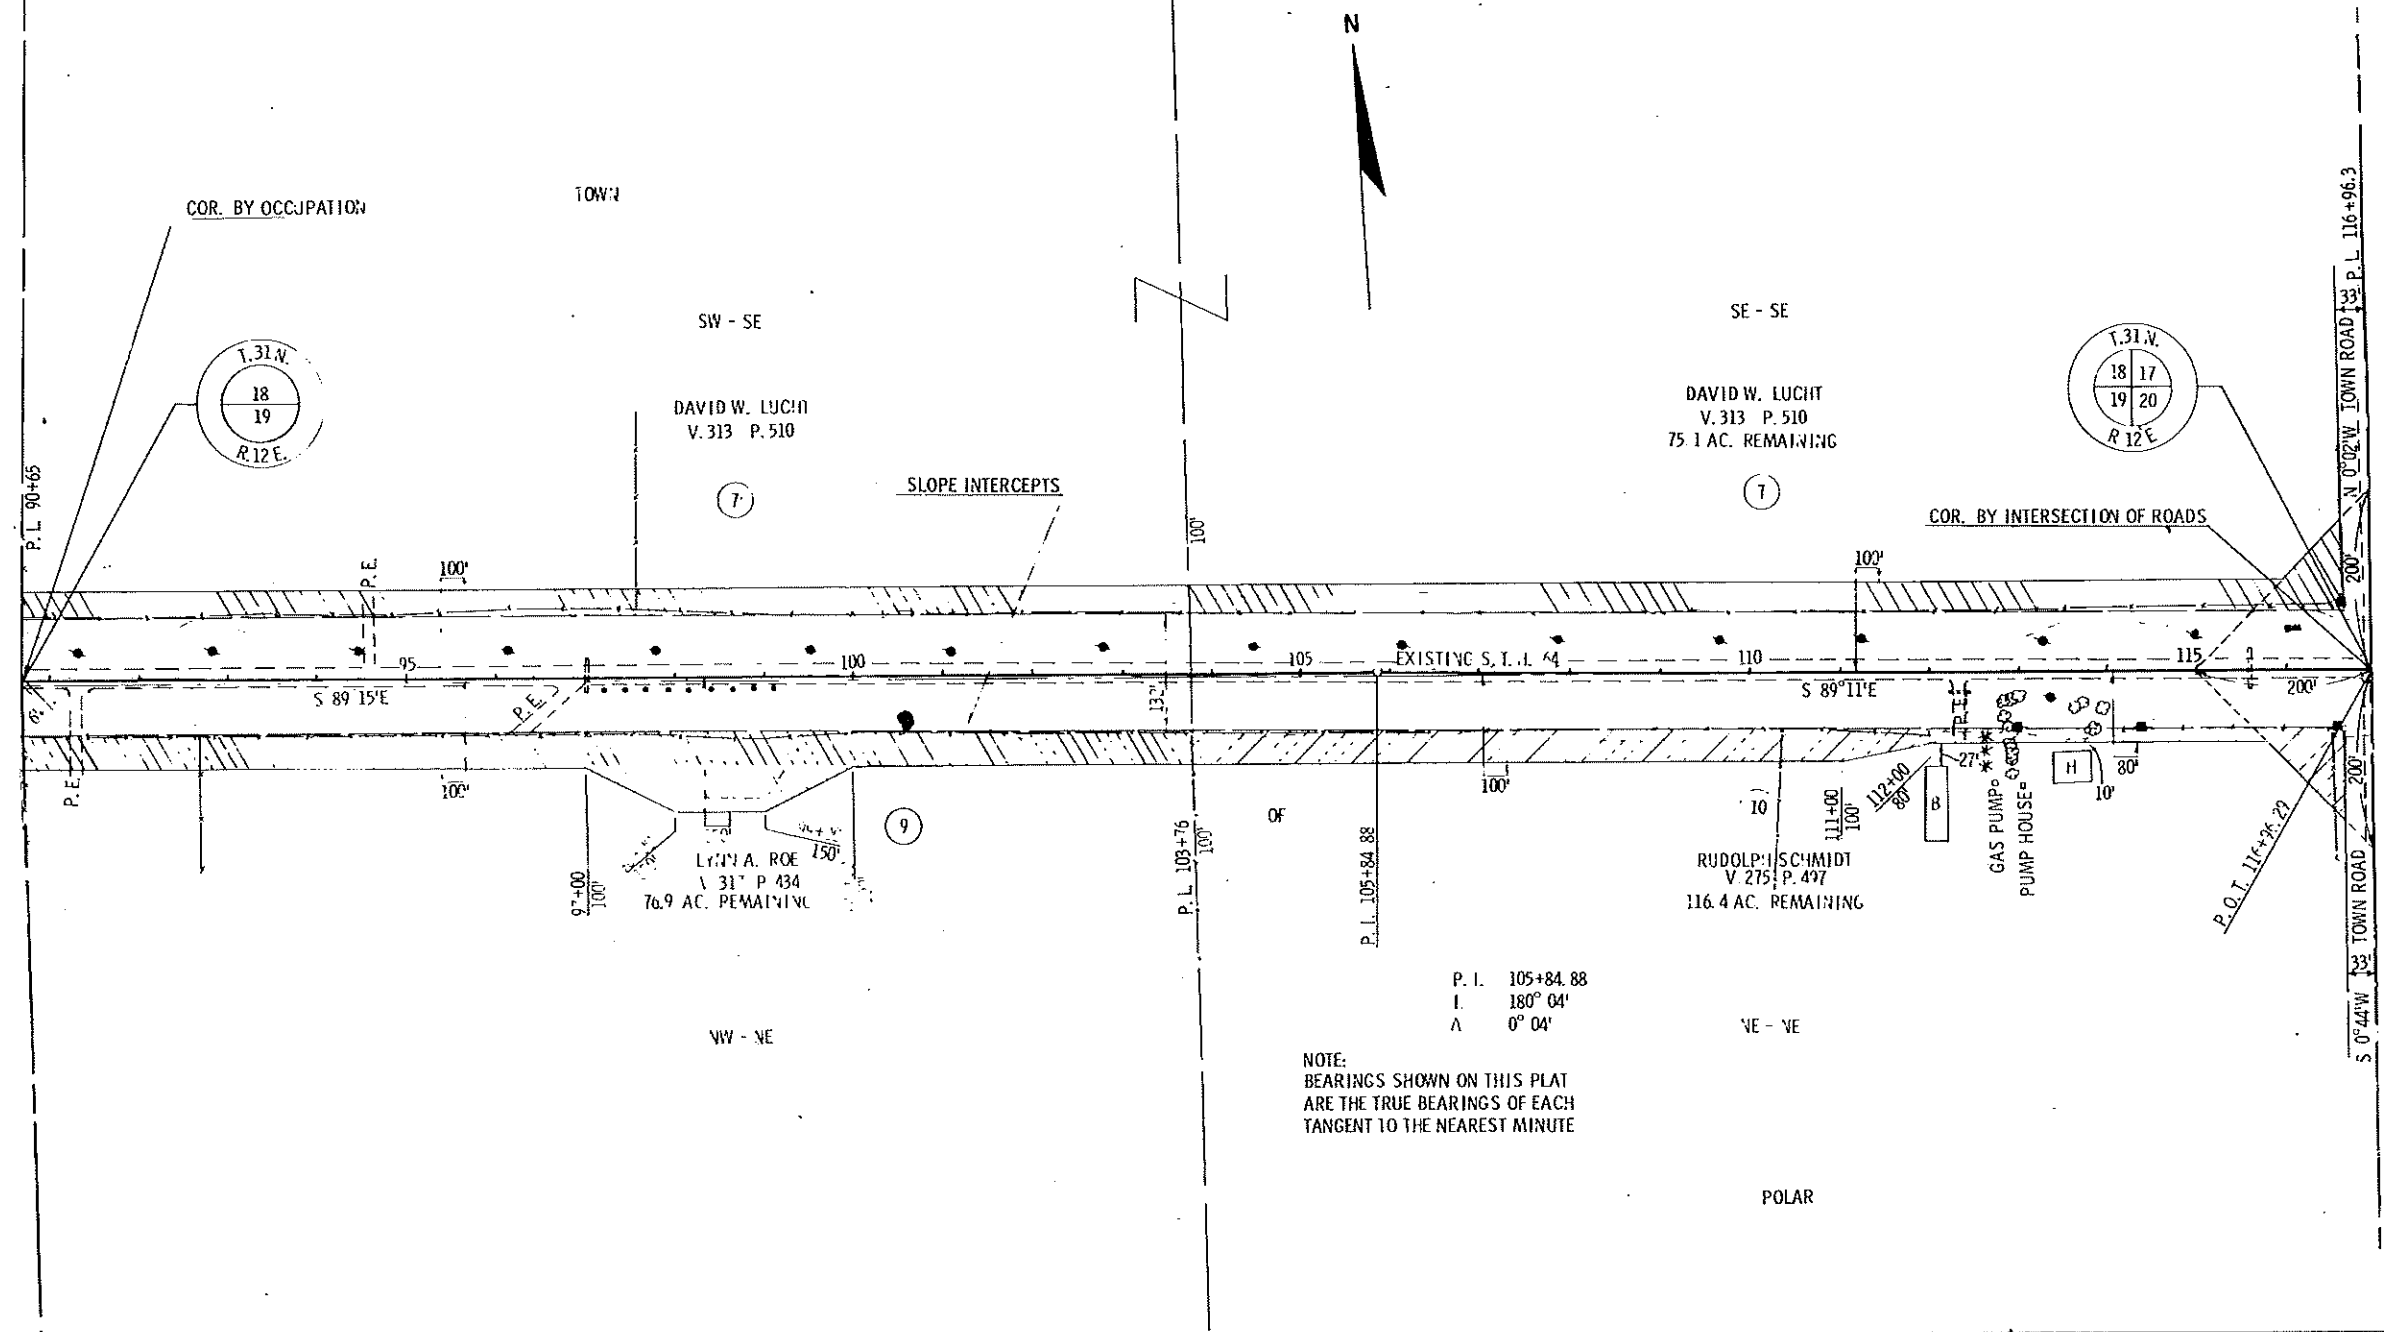 N
TOWN
COR. BY OCCUPATION
P. L. 90+65
T.31 N.
18
19
R.12 E.
SW - SE
DAVID W. LUCHT
V. 313 P. 510
7
SLOPE INTERCEPTS
100'
SE - SE
DAVID W. LUCHT
V. 313 P. 510
75.1 AC. REMAINING
7
T.31 N.
18 17
19 20
R 12 E
COR. BY INTERSECTION OF ROADS
P. L. 116+96.3
33'
N 0°02'W TOWN ROAD
200'
P. E.
100'
100'
95
100
105
EXISTING S. T. H. 64
110
115
S 89 15'E
P. E.
132'
S 89°11'E
P. E.
200'
P. E.
100'
97+00
100'
150'
9
LYNN A. ROE
P. 434
76.9 AC. REMAINING
P. L. 103+76
100'
OF
P. I. 105+84 88
100'
10
111+00
100'
112+00
80'
27'
B
GAS PUMP
PUMP HOUSE
H
10'
80'
RUDOLPH SCHMIDT
V. 275 P. 497
116.4 AC. REMAINING
P. O. T. 116+96.29
200'
S 0°44'W TOWN ROAD
33'
P. I. 105+84.88
I. 180° 04'
Δ 0° 04'
NW - NE
NE - NE
NOTE:
BEARINGS SHOWN ON THIS PLAT
ARE THE TRUE BEARINGS OF EACH
TANGENT TO THE NEAREST MINUTE
POLAR